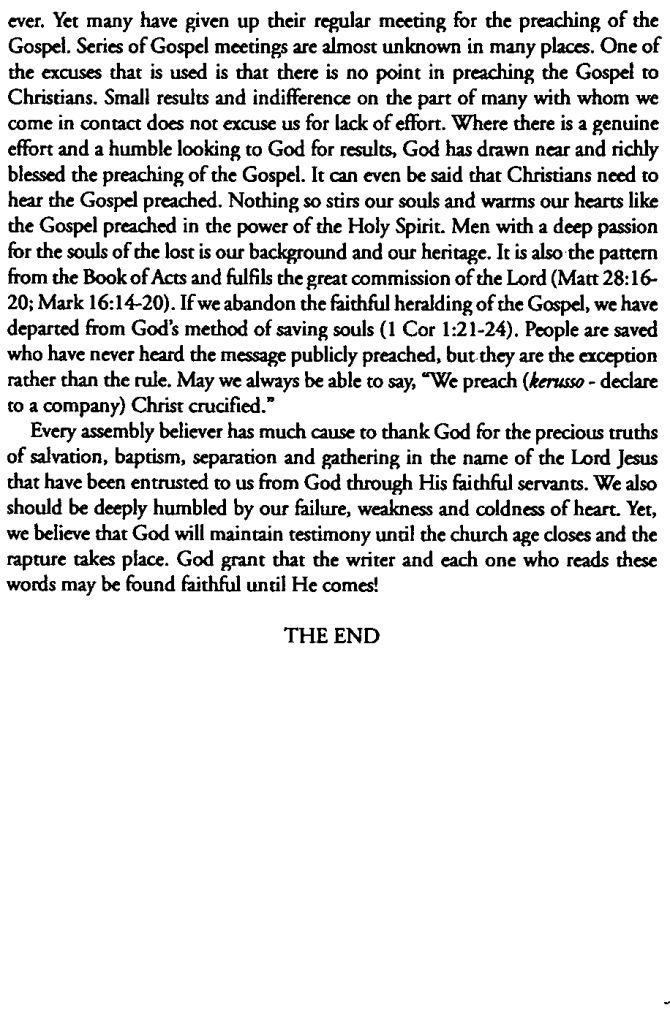 ever. Yet many have given up their regular meeting for the preaching of the
Gospel. Series of Gospel meetings are almost unknown in many places. One of
the excuses that is used is that there is no point in preaching the Gospel to
Christians. Small results and indifference on the part of many with whom we
come in contact does not excuse us for lack of effort. Where there is a genuine
effort and a humble looking to God for results, God has drawn near and richly
blessed the preaching of the Gospel. It can even be said that Christians need to
hear the Gospel preached. Nothing so stirs our souls and warms our hearts like
the Gospel preached in the power of the Holy Spirit. Men with a deep passion
for the souls of the lost is our background and our heritage. It is also the pattern
from the Book of Acts and fulfils the great commission of the Lord (Matt 28:16-
20; Mark 16:14-20). If we abandon the faithful heralding of the Gospel, we have
departed from God's method of saving souls (1 Cor 1:21-24). People are saved
who have never heard the message publicly preached, but they are the exception
rather than the rule. May we always be able to say, "We preach (kerusso - declare
to a company) Christ crucified."
Every assembly believer has much cause to thank God for the precious truths
of salvation, baptism, separation and gathering in the name of the Lord Jesus
that have been entrusted to us from God through His faithful servants. We also
should be deeply humbled by our failure, weakness and coldness of heart. Yet,
we believe that God will maintain testimony until the church age closes and the
rapture takes place. God grant that the writer and each one who reads these
words may be found faithful until He comes!
THE END